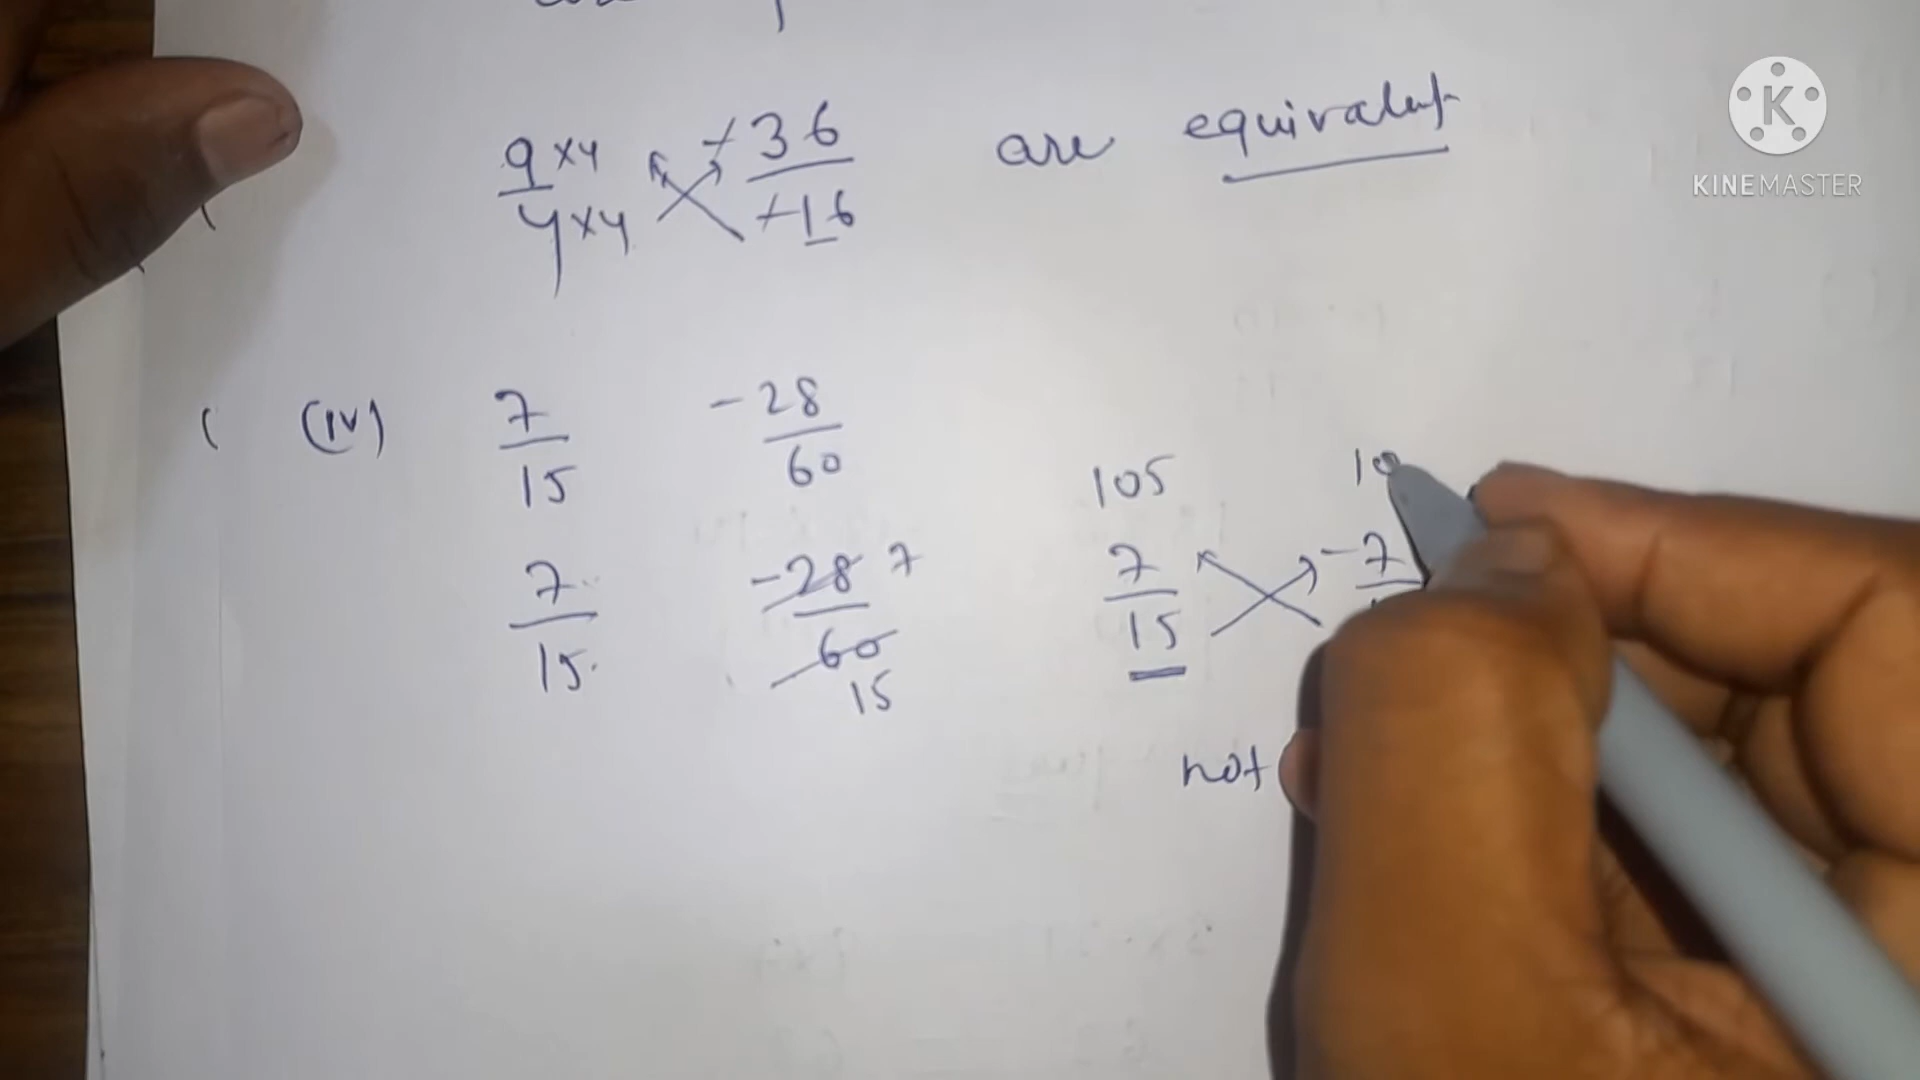 9×4 -36 are equivalent
4×4 -16
(IV) 7 -28
15 60
105 10
7 -28 7 7 -7
15 60 15
15
not
KINEMASTER